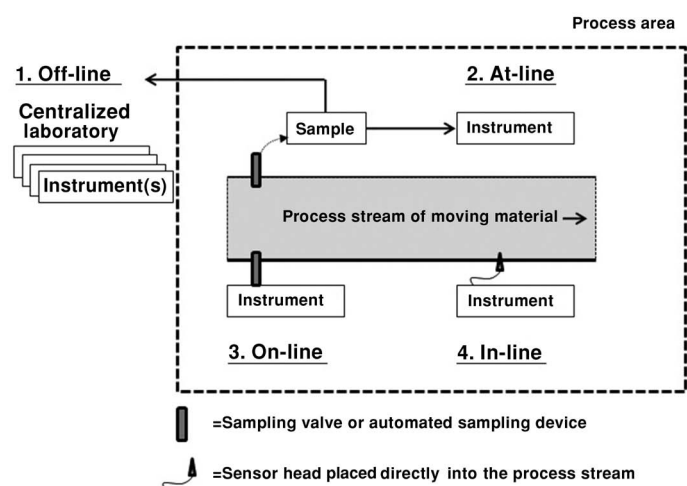 Process area
1. Off-line
2. At-line
Centralized
laboratory
Sample
Instrument
Instrument(s)
Process stream of moving material
Instrument
Instrument
3. On-line
4. In-line
=Sampling valve or automated sampling device
=Sensor head placed directly into the process stream